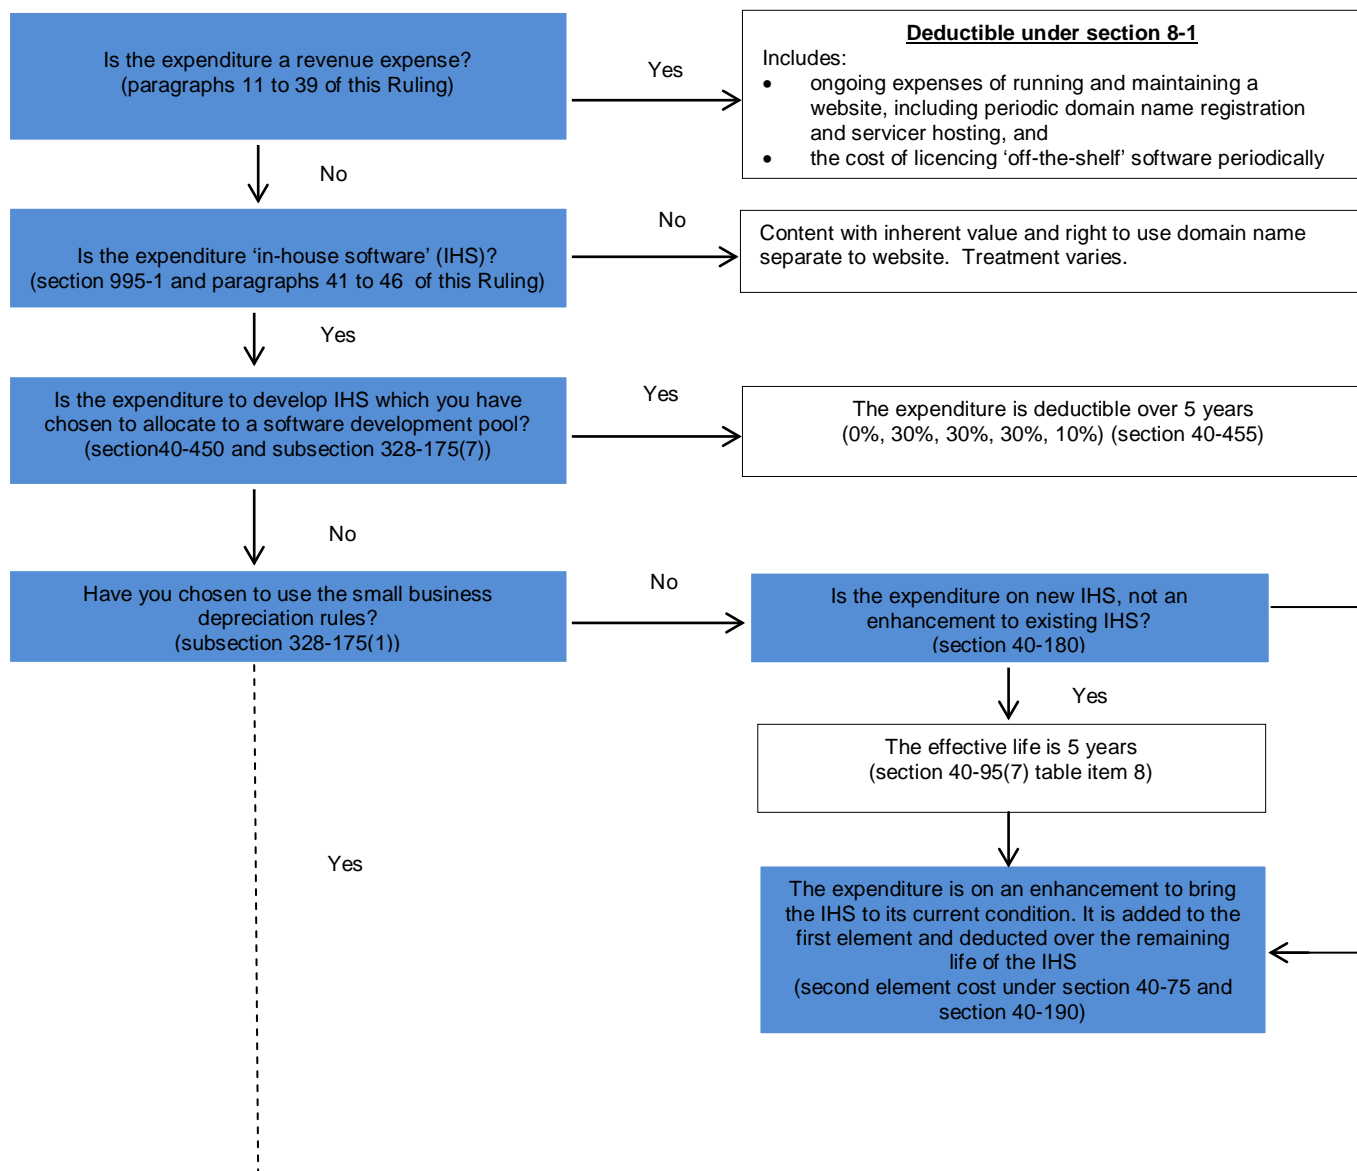 Is the expenditure a revenue expense?
(paragraphs 11 to 39 of this Ruling)
Yes
Deductible under section 8-1
Includes:
• ongoing expenses of running and maintaining a
website, including periodic domain name registration
and servicer hosting, and
• the cost of licencing ‘off-the-shelf’ software periodically
No
Is the expenditure ‘in-house software’ (IHS)?
(section 995-1 and paragraphs 41 to 46 of this Ruling)
No
Content with inherent value and right to use domain name
separate to website. Treatment varies.
Yes
Is the expenditure to develop IHS which you have
chosen to allocate to a software development pool?
(section40-450 and subsection 328-175(7))
Yes
The expenditure is deductible over 5 years
(0%, 30%, 30%, 30%, 10%) (section 40-455)
No
Have you chosen to use the small business
depreciation rules?
(subsection 328-175(1))
No
Is the expenditure on new IHS, not an
enhancement to existing IHS?
(section 40-180)
Yes
The effective life is 5 years
(section 40-95(7) table item 8)
Yes
The expenditure is on an enhancement to bring
the IHS to its current condition. It is added to the
first element and deducted over the remaining
life of the IHS
(second element cost under section 40-75 and
section 40-190)